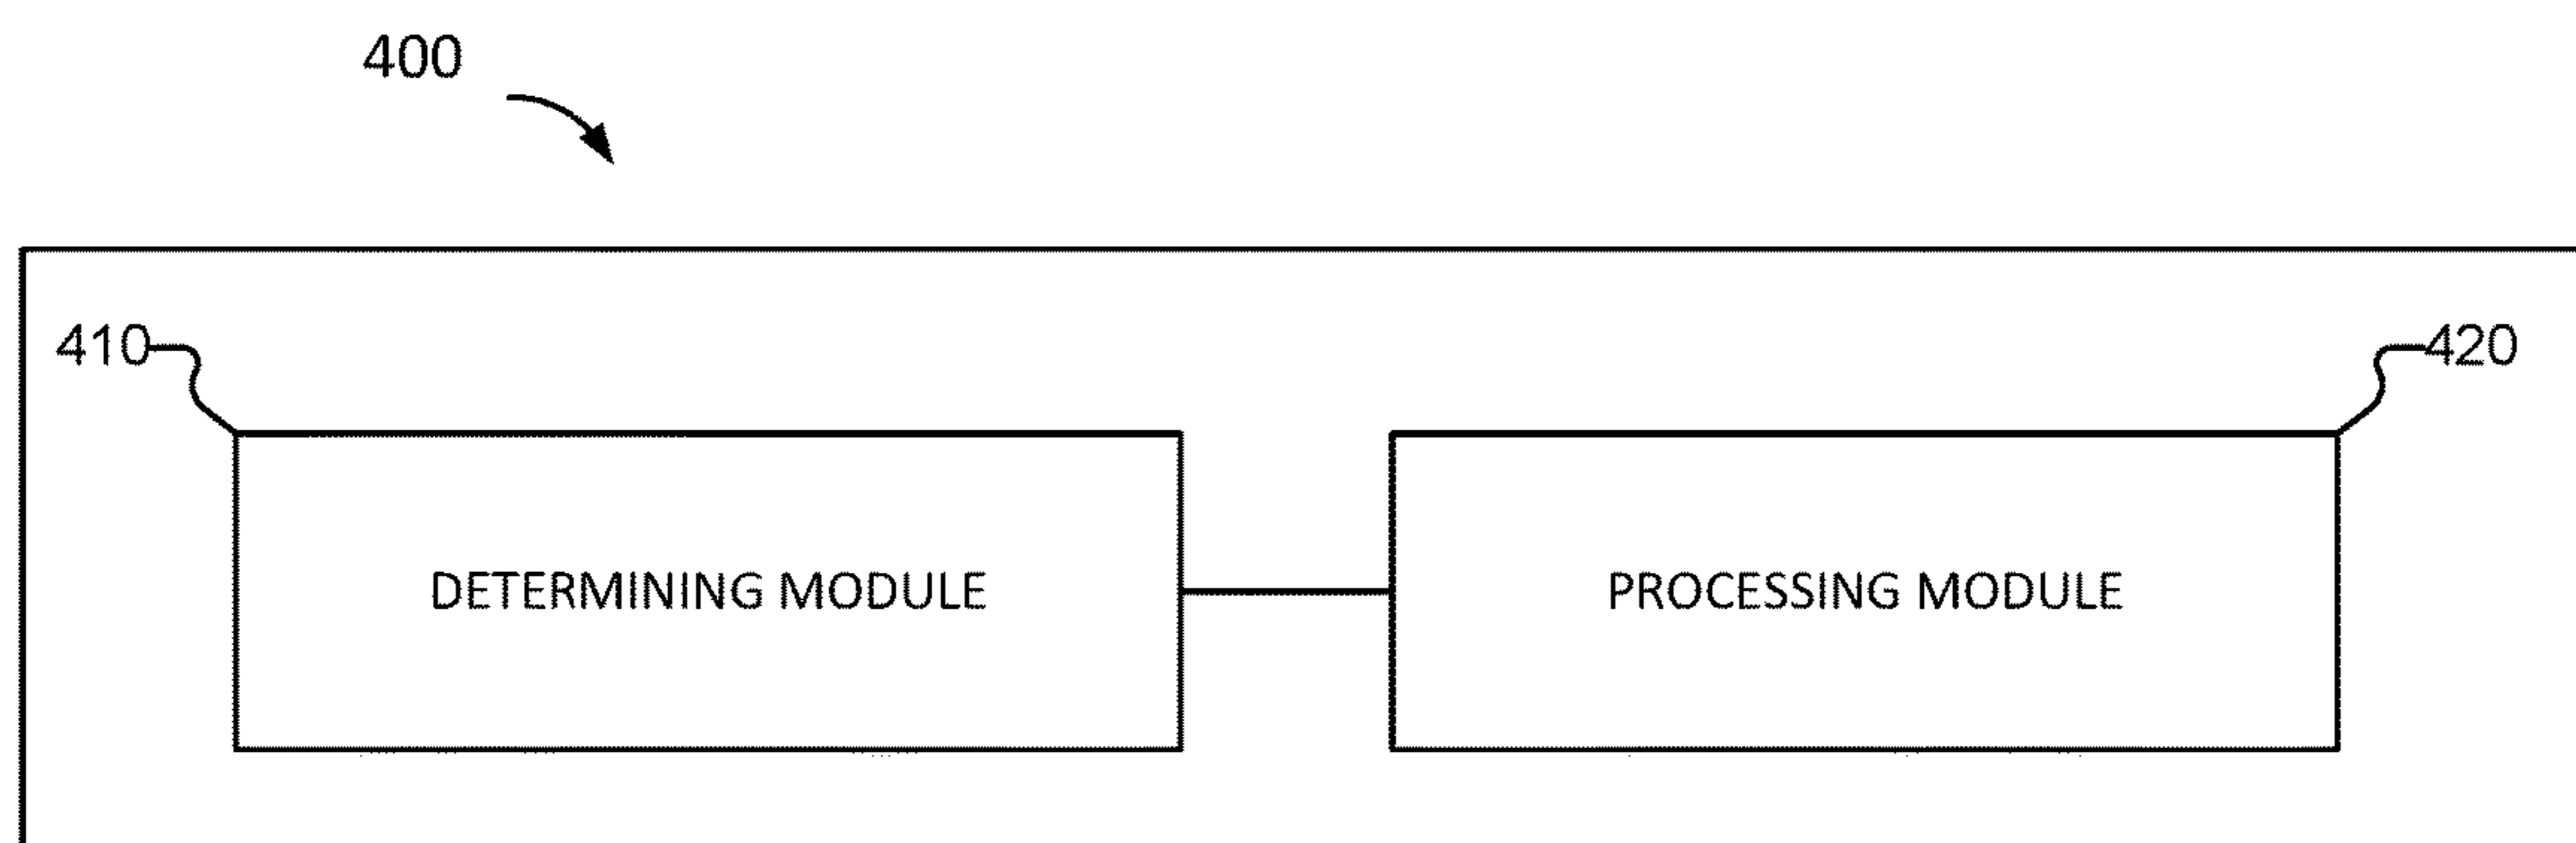 400
410
420
DETERMINING MODULE
PROCESSING MODULE